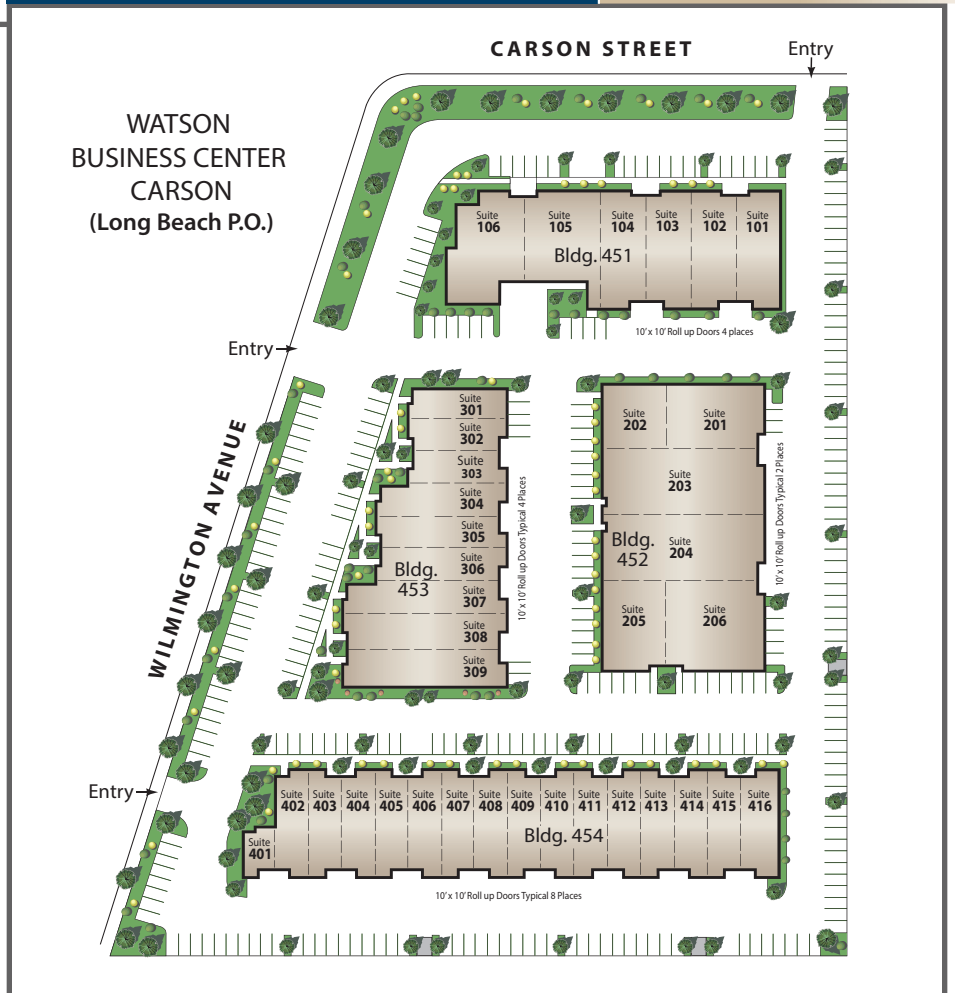 CARSON STREET
Entry
WATSON
BUSINESS CENTER
CARSON
(Long Beach P.O.)
Suite
106
Suite
105
Suite
104
Suite
103
Suite
102
Suite
101
Bldg. 451
10' x 10' Roll up Doors 4 places
Entry
WILMINGTON AVENUE
Suite
301
Suite
302
Suite
303
Suite
304
Suite
305
Suite
306
Suite
307
Suite
308
Suite
309
Bldg.
453
10' x 10' Roll up Doors Typical 4 Places
Suite
202
Suite
201
Suite
203
Suite
204
Suite
205
Suite
206
Bldg.
452
10' x 10' Roll up Doors Typical 2 Places
Entry
Suite
401
Suite
402
Suite
403
Suite
404
Suite
405
Suite
406
Suite
407
Suite
408
Suite
409
Suite
410
Suite
411
Suite
412
Suite
413
Suite
414
Suite
415
Suite
416
Bldg. 454
10' x 10' Roll up Doors Typical 8 Places